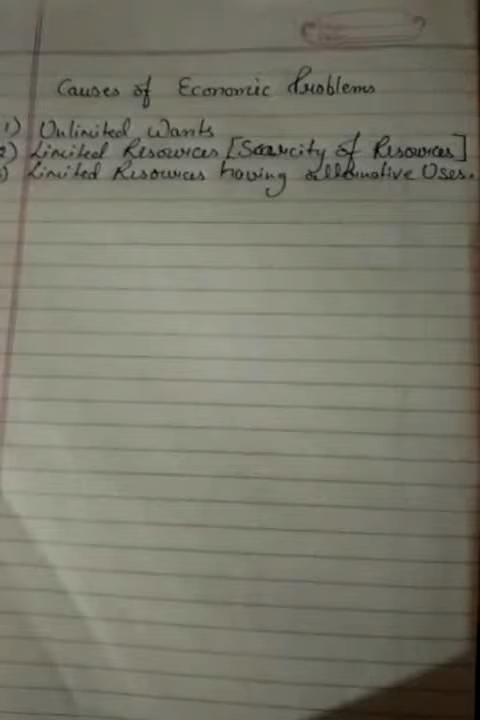 Causes of Economic Problems
1) Unlimited Wants
2) Limited Resources [Scarcity of Resources]
3) Limited Resources having alternative Uses.